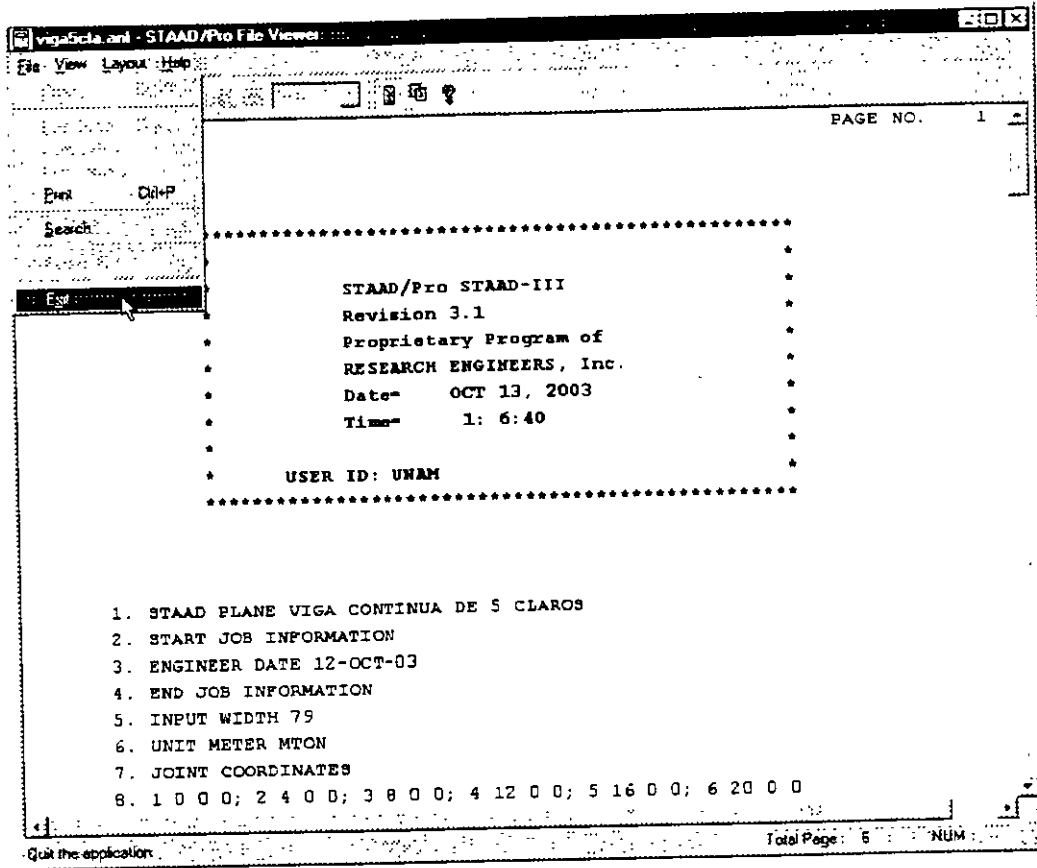 viga5cla.anl - STAAD/Pro File Viewer
File View Layout Help
PAGE NO. 1
Print Ctrl+P
Search
Exit
***************************************************
* *
* STAAD/Pro STAAD-III *
* Revision 3.1 *
* Proprietary Program of *
* RESEARCH ENGINEERS, Inc. *
* Date= OCT 13, 2003 *
* Time= 1: 6:40 *
* *
* USER ID: UNAM *
***************************************************
1. STAAD PLANE VIGA CONTINUA DE 5 CLAROS
2. START JOB INFORMATION
3. ENGINEER DATE 12-OCT-03
4. END JOB INFORMATION
5. INPUT WIDTH 79
6. UNIT METER MTON
7. JOINT COORDINATES
8. 1 0 0 0; 2 4 0 0; 3 8 0 0; 4 12 0 0; 5 16 0 0; 6 20 0 0
Quit the application
Total Page : 6
NUM